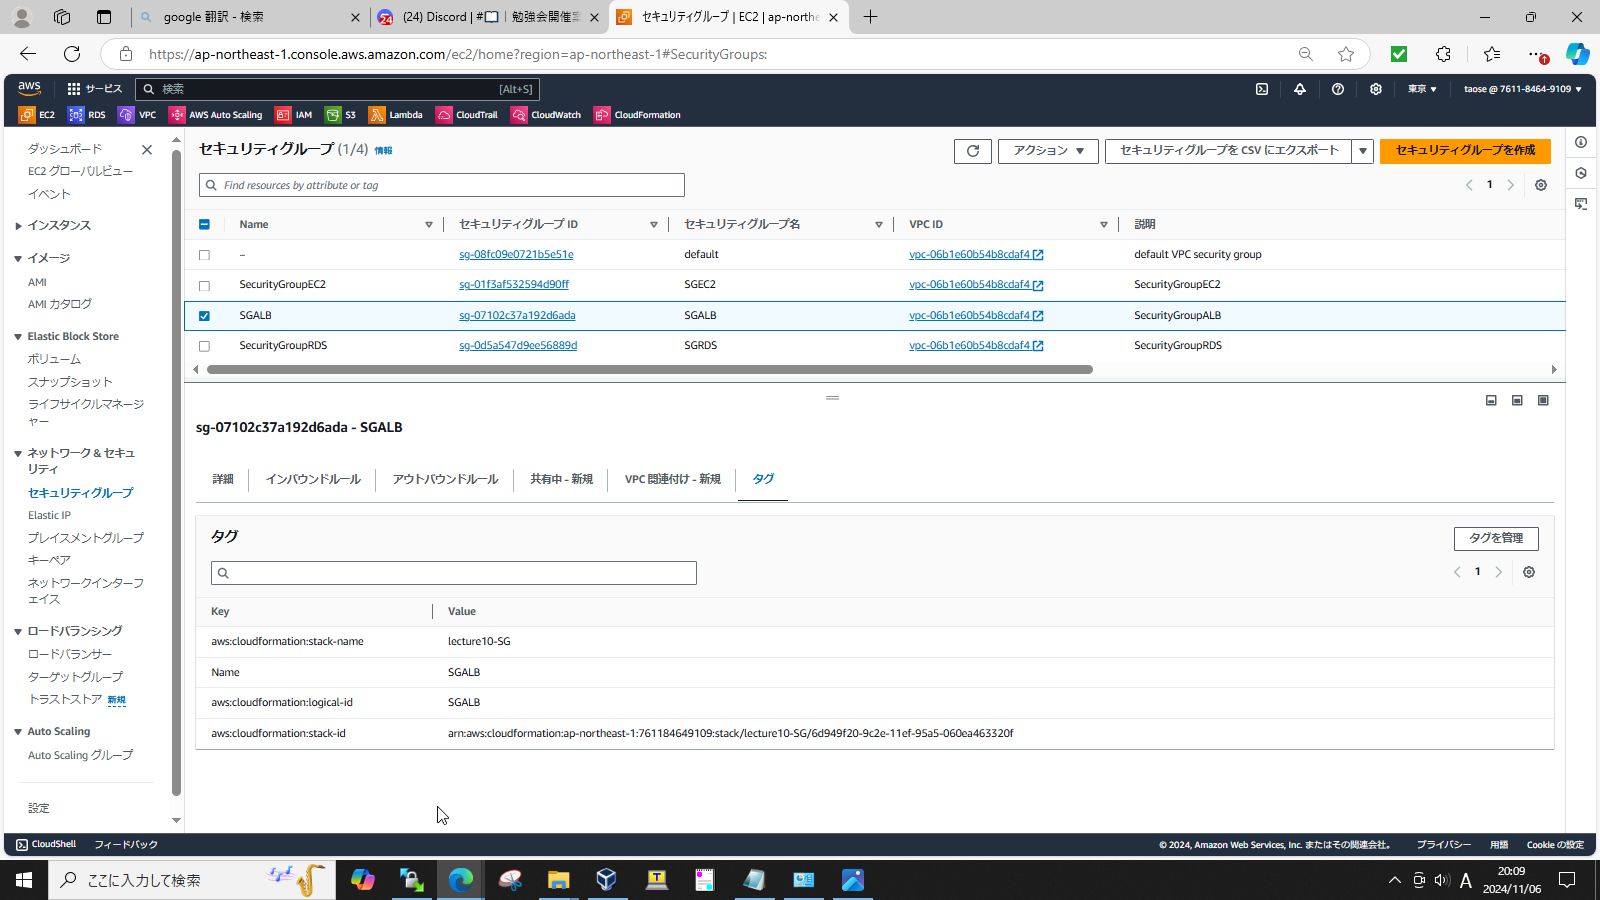 google 翻訳 - 検索
(24) Discord | #📖｜勉強会開催案
セキュリティグループ | EC2 | ap-northe
https://ap-northeast-1.console.aws.amazon.com/ec2/home?region=ap-northeast-1#SecurityGroups:
aws
サービス
検索
[Alt+S]
東京
taose @ 7611-8464-9109
EC2
RDS
VPC
AWS Auto Scaling
IAM
S3
Lambda
CloudTrail
CloudWatch
CloudFormation
ダッシュボード
EC2 グローバルビュー
イベント
インスタンス
イメージ
AMI
AMI カタログ
Elastic Block Store
ボリューム
スナップショット
ライフサイクルマネージ
ャー
ネットワーク & セキュ
リティ
セキュリティグループ
Elastic IP
プレイスメントグループ
キーペア
ネットワークインターフ
ェイス
ロードバランシング
ロードバランサー
ターゲットグループ
トラストストア 新規
Auto Scaling
Auto Scaling グループ
設定
セキュリティグループ (1/4) 情報
アクション
セキュリティグループを CSV にエクスポート
セキュリティグループを作成
Find resources by attribute or tag
1
Name セキュリティグループ ID セキュリティグループ名 VPC ID 説明
– sg-08fc09e0721b5e51e default vpc-06b1e60b54b8cdaf4 default VPC security group
SecurityGroupEC2 sg-01f3af532594d90ff SGEC2 vpc-06b1e60b54b8cdaf4 SecurityGroupEC2
SGALB sg-07102c37a192d6ada SGALB vpc-06b1e60b54b8cdaf4 SecurityGroupALB
SecurityGroupRDS sg-0d5a547d9ee56889d SGRDS vpc-06b1e60b54b8cdaf4 SecurityGroupRDS
sg-07102c37a192d6ada - SGALB
詳細
インバウンドルール
アウトバウンドルール
共有中 - 新規
VPC 関連付け - 新規
タグ
タグ
タグを管理
1
Key Value
aws:cloudformation:stack-name lecture10-SG
Name SGALB
aws:cloudformation:logical-id SGALB
aws:cloudformation:stack-id arn:aws:cloudformation:ap-northeast-1:761184649109:stack/lecture10-SG/6d949f20-9c2e-11ef-95a5-060ea463320f
CloudShell
フィードバック
© 2024, Amazon Web Services, Inc. またはその関連会社。
プライバシー
用語
Cookie の設定
ここに入力して検索
A
20:09
2024/11/06